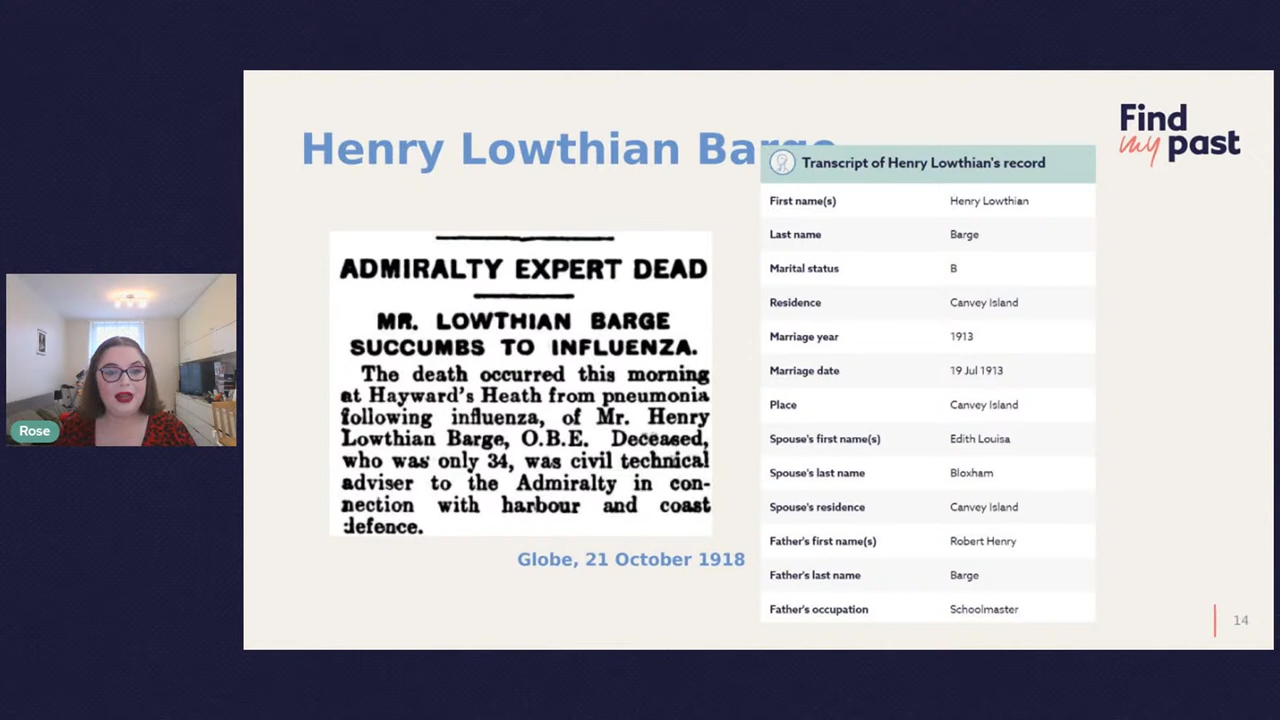 Henry Lowthian Barge
Find
my past
ADMIRALTY EXPERT DEAD
MR. LOWTHIAN BARGE
SUCCUMBS TO INFLUENZA.
The death occurred this morning
at Hayward's Heath from pneumonia
following influenza, of Mr. Henry
Lowthian Barge, O.B.E. Deceased,
who was only 34, was civil technical
adviser to the Admiralty in con-
nection with harbour and coast
defence.
Globe, 21 October 1918
Transcript of Henry Lowthian's record
First name(s) Henry Lowthian
Last name Barge
Marital status B
Residence Canvey Island
Marriage year 1913
Marriage date 19 Jul 1913
Place Canvey Island
Spouse's first name(s) Edith Louisa
Spouse's last name Bloxham
Spouse's residence Canvey Island
Father's first name(s) Robert Henry
Father's last name Barge
Father's occupation Schoolmaster
Rose
14